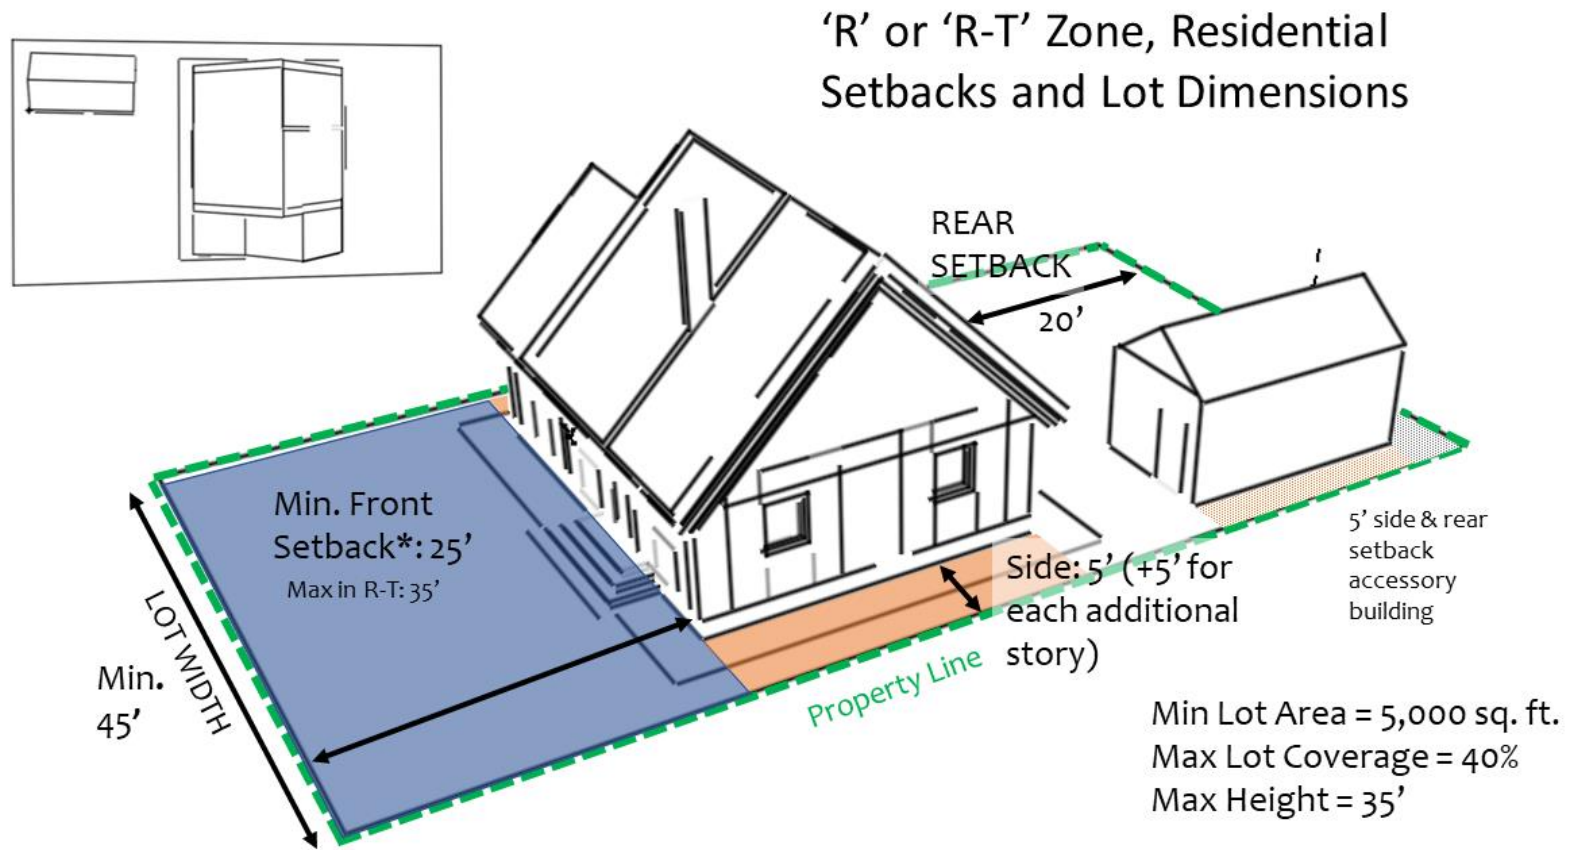 ‘R’ or ‘R-T’ Zone, Residential
Setbacks and Lot Dimensions
REAR
SETBACK
20’
Min. Front
Setback*: 25’
Max in R-T: 35’
LOT WIDTH
Min.
45’
Side: 5’ (+5’ for
each additional
story)
Property Line
5’ side & rear
setback
accessory
building
Min Lot Area = 5,000 sq. ft.
Max Lot Coverage = 40%
Max Height = 35’